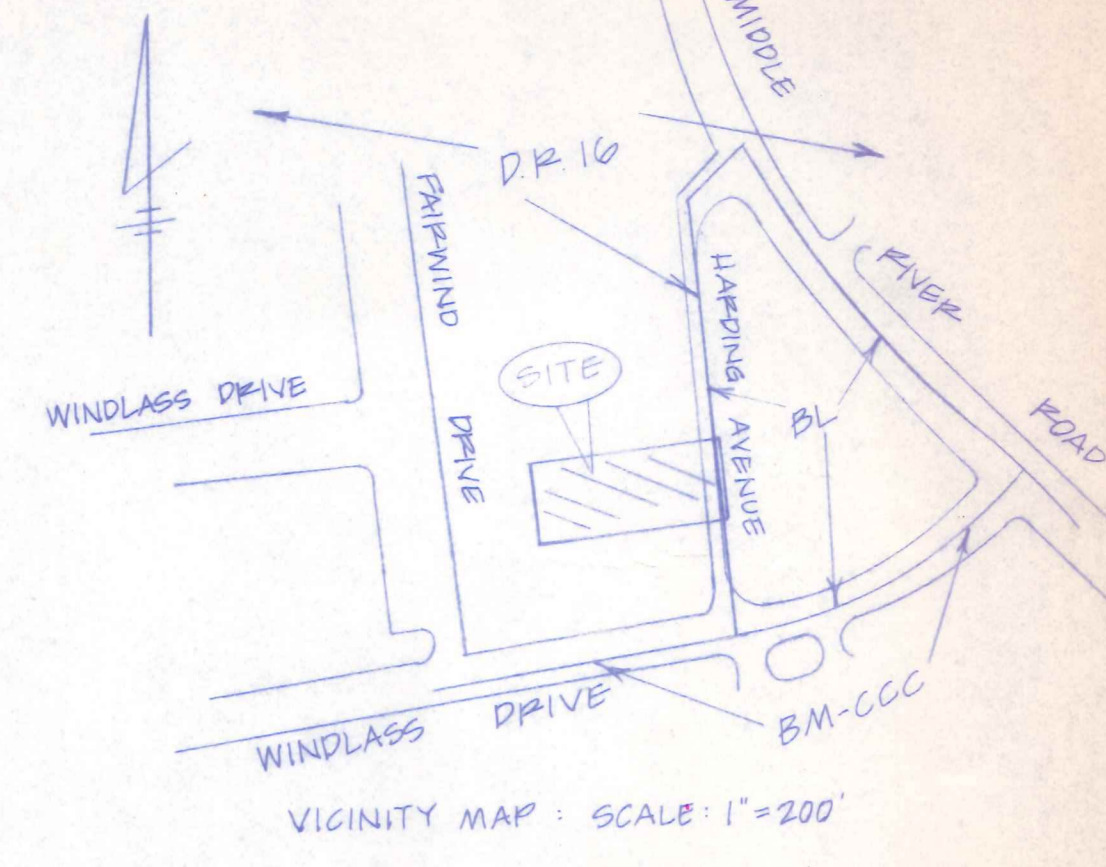 MIDDLE
D.R. 16
FAIRWIND
HARDING
RIVER
SITE
WINDLASS DRIVE
BL
ROAD
DRIVE
AVENUE
BM-CCC
DRIVE
WINDLASS
VICINITY MAP : SCALE: 1"=200'